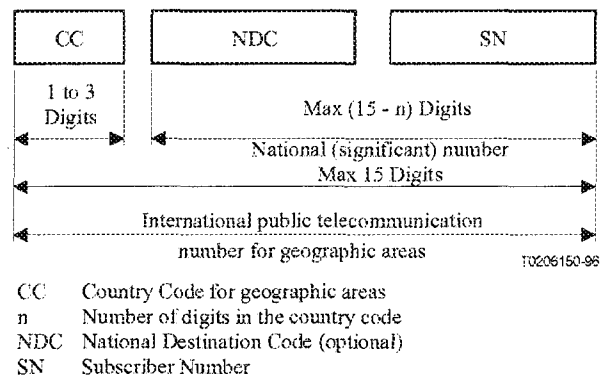 CC NDC SN
1 to 3
Digits
Max (15 - n) Digits
National (significant) number
Max 15 Digits
International public telecommunication
number for geographic areas
T0206150-96
CC Country Code for geographic areas
n Number of digits in the country code
NDC National Destination Code (optional)
SN Subscriber Number